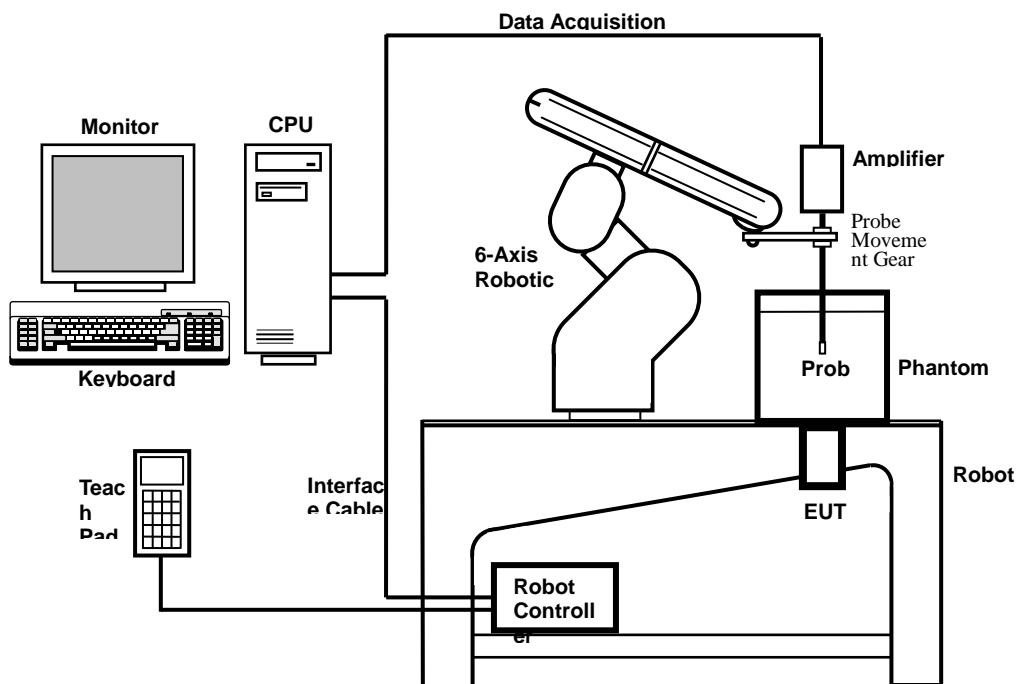 Data Acquisition
Monitor
CPU
Amplifier
Probe
Moveme
nt Gear
6-Axis
Robotic
Keyboard
Prob
Phantom
Teac
h
Pad
Interfac
e Cable
Robot
EUT
Robot
Controll
er